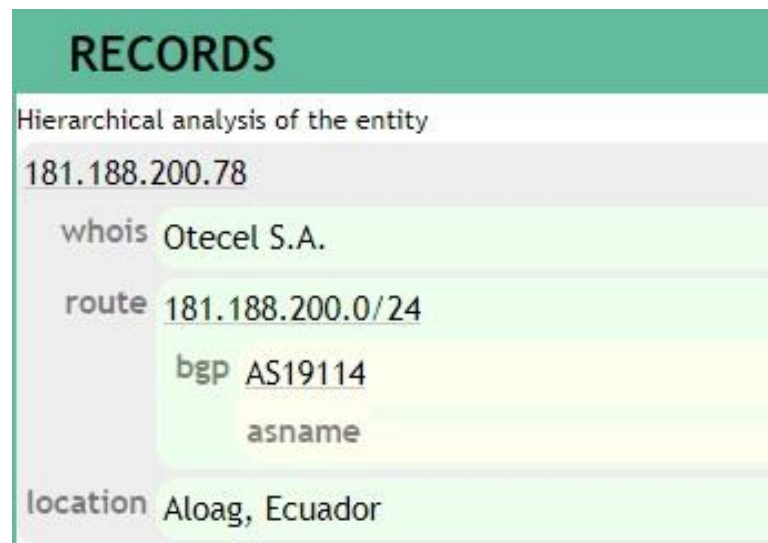 RECORDS
Hierarchical analysis of the entity
181.188.200.78
whois Otecel S.A.
route 181.188.200.0/24
bgp AS19114
asname
location Aloag, Ecuador